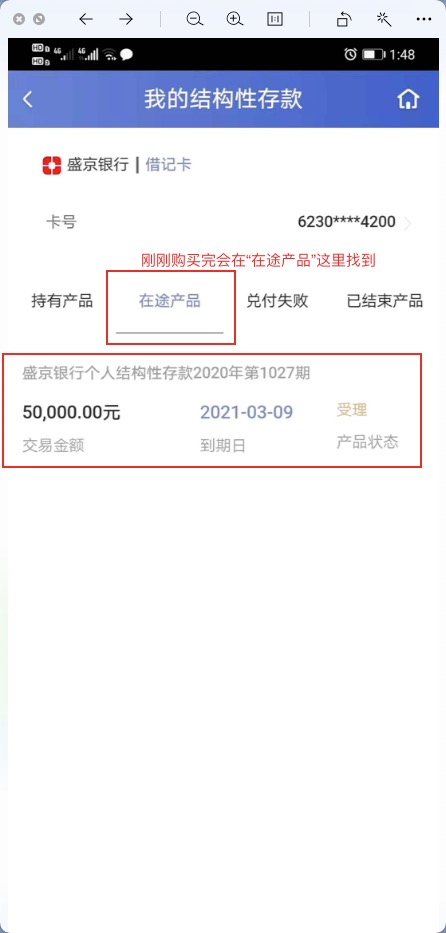 1:1
HD 1 4G 4G 1:48
HD 2
我的结构性存款
盛京银行 | 借记卡
卡号 6230****4200
刚刚购买完会在“在途产品”这里找到
持有产品 在途产品 兑付失败 已结束产品
盛京银行个人结构性存款2020年第1027期
50,000.00元 2021-03-09 受理
交易金额 到期日 产品状态